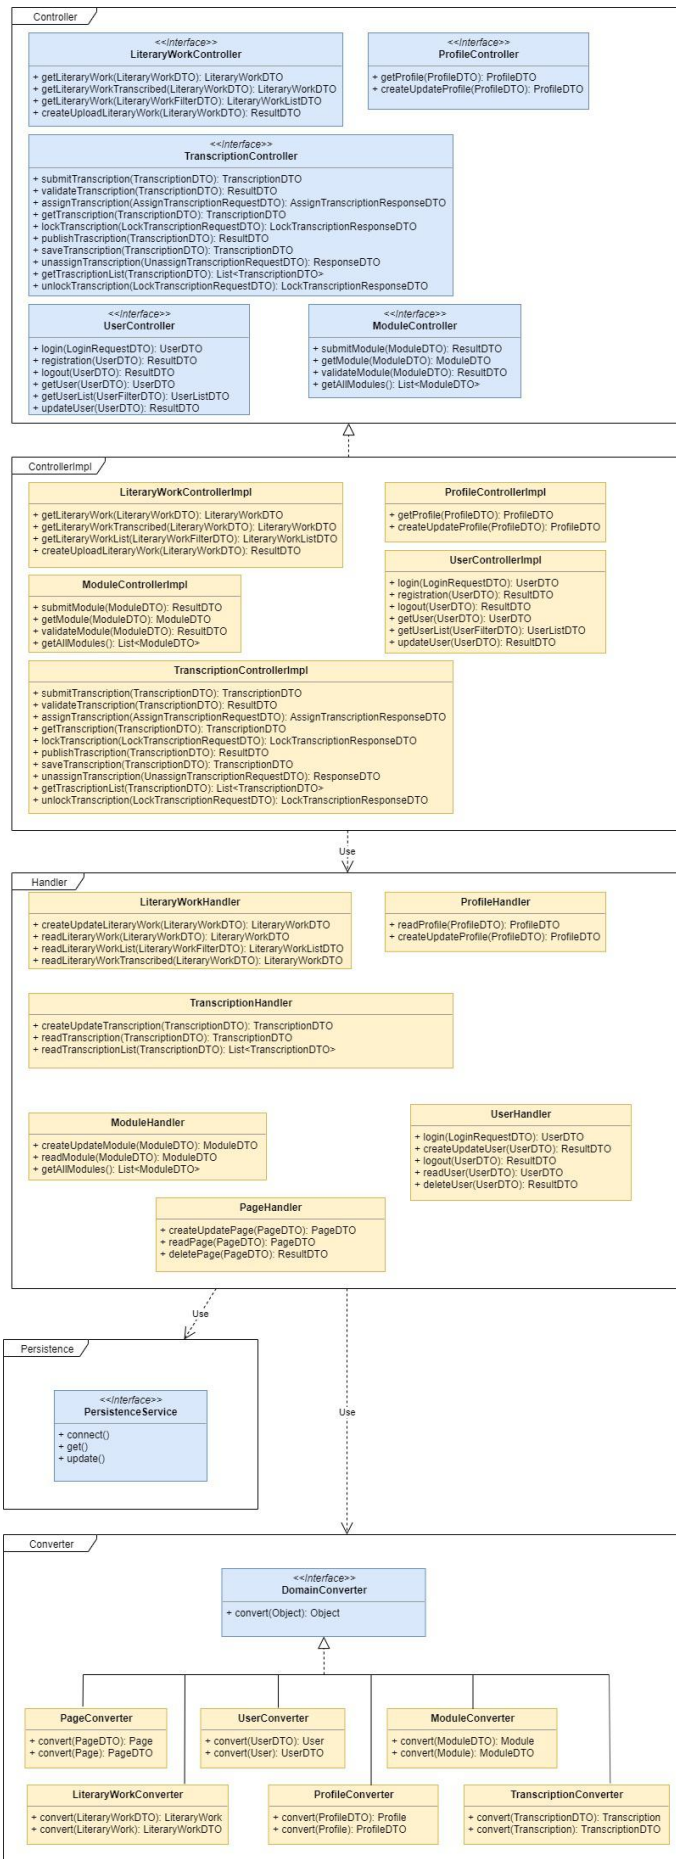 Controller
<<Interface>>
LiteraryWorkController
+ getLiteraryWork(LiteraryWorkDTO): LiteraryWorkDTO
+ getLiteraryWorkTranscribed(LiteraryWorkDTO): LiteraryWorkDTO
+ getLiteraryWork(LiteraryWorkFilterDTO): LiteraryWorkListDTO
+ createUploadLiteraryWork(LiteraryWorkDTO): ResultDTO
<<Interface>>
ProfileController
+ getProfile(ProfileDTO): ProfileDTO
+ createUpdateProfile(ProfileDTO): ProfileDTO
<<Interface>>
TranscriptionController
+ submitTranscription(TranscriptionDTO): TranscriptionDTO
+ validateTranscription(TranscriptionDTO): ResultDTO
+ assignTranscription(AssignTranscriptionRequestDTO): AssignTranscriptionResponseDTO
+ getTranscription(TranscriptionDTO): TranscriptionDTO
+ lockTranscription(LockTranscriptionRequestDTO): LockTranscriptionResponseDTO
+ publishTrascription(TranscriptionDTO): ResultDTO
+ saveTranscription(TranscriptionDTO): TranscriptionDTO
+ unassignTranscription(UnassignTranscriptionRequestDTO): ResponseDTO
+ getTrascriptionList(TranscriptionDTO): List<TranscriptionDTO>
+ unlockTranscription(LockTranscriptionRequestDTO): LockTranscriptionResponseDTO
<<Interface>>
UserController
+ login(LoginRequestDTO): UserDTO
+ registration(UserDTO): ResultDTO
+ logout(UserDTO): ResultDTO
+ getUser(UserDTO): UserDTO
+ getUserList(UserFilterDTO): UserListDTO
+ updateUser(UserDTO): ResultDTO
<<Interface>>
ModuleController
+ submitModule(ModuleDTO): ResultDTO
+ getModule(ModuleDTO): ModuleDTO
+ validateModule(ModuleDTO): ResultDTO
+ getAllModules(): List<ModuleDTO>
ControllerImpl
LiteraryWorkControllerImpl
+ getLiteraryWork(LiteraryWorkDTO): LiteraryWorkDTO
+ getLiteraryWorkTranscribed(LiteraryWorkDTO): LiteraryWorkDTO
+ getLiteraryWorkList(LiteraryWorkFilterDTO): LiteraryWorkListDTO
+ createUploadLiteraryWork(LiteraryWorkDTO): ResultDTO
ProfileControllerImpl
+ getProfile(ProfileDTO): ProfileDTO
+ createUpdateProfile(ProfileDTO): ProfileDTO
UserControllerImpl
+ login(LoginRequestDTO): UserDTO
+ registration(UserDTO): ResultDTO
+ logout(UserDTO): ResultDTO
+ getUser(UserDTO): UserDTO
+ getUserList(UserFilterDTO): UserListDTO
+ updateUser(UserDTO): ResultDTO
ModuleControllerImpl
+ submitModule(ModuleDTO): ResultDTO
+ getModule(ModuleDTO): ModuleDTO
+ validateModule(ModuleDTO): ResultDTO
+ getAllModules(): List<ModuleDTO>
TranscriptionControllerImpl
+ submitTranscription(TranscriptionDTO): TranscriptionDTO
+ validateTranscription(TranscriptionDTO): ResultDTO
+ assignTranscription(AssignTranscriptionRequestDTO): AssignTranscriptionResponseDTO
+ getTranscription(TranscriptionDTO): TranscriptionDTO
+ lockTranscription(LockTranscriptionRequestDTO): LockTranscriptionResponseDTO
+ publishTrascription(TranscriptionDTO): ResultDTO
+ saveTranscription(TranscriptionDTO): TranscriptionDTO
+ unassignTranscription(UnassignTranscriptionRequestDTO): ResponseDTO
+ getTrascriptionList(TranscriptionDTO): List<TranscriptionDTO>
+ unlockTranscription(LockTranscriptionRequestDTO): LockTranscriptionResponseDTO
Use
Handler
LiteraryWorkHandler
+ createUpdateLiteraryWork(LiteraryWorkDTO): LiteraryWorkDTO
+ readLiteraryWork(LiteraryWorkDTO): LiteraryWorkDTO
+ readLiteraryWorkList(LiteraryWorkFilterDTO): LiteraryWorkListDTO
+ readLiteraryWorkTranscribed(LiteraryWorkDTO): LiteraryWorkDTO
ProfileHandler
+ readProfile(ProfileDTO): ProfileDTO
+ createUpdateProfile(ProfileDTO): ProfileDTO
TranscriptionHandler
+ createUpdateTranscription(TranscriptionDTO): TranscriptionDTO
+ readTranscription(TranscriptionDTO): TranscriptionDTO
+ readTranscriptionList(TranscriptionDTO): List<TranscriptionDTO>
ModuleHandler
+ createUpdateModule(ModuleDTO): ModuleDTO
+ readModule(ModuleDTO): ModuleDTO
+ getAllModules(): List<ModuleDTO>
UserHandler
+ login(LoginRequestDTO): UserDTO
+ createUpdateUser(UserDTO): ResultDTO
+ logout(UserDTO): ResultDTO
+ readUser(UserDTO): UserDTO
+ deleteUser(UserDTO): ResultDTO
PageHandler
+ createUpdatePage(PageDTO): PageDTO
+ readPage(PageDTO): PageDTO
+ deletePage(PageDTO): ResultDTO
Use
Persistence
<<Interface>>
PersistenceService
+ connect()
+ get()
+ update()
Use
Converter
<<Interface>>
DomainConverter
+ convert(Object): Object
PageConverter
+ convert(PageDTO): Page
+ convert(Page): PageDTO
UserConverter
+ convert(UserDTO): User
+ convert(User): UserDTO
ModuleConverter
+ convert(ModuleDTO): Module
+ convert(Module): ModuleDTO
LiteraryWorkConverter
+ convert(LiteraryWorkDTO): LiteraryWork
+ convert(LiteraryWork): LiteraryWorkDTO
ProfileConverter
+ convert(ProfileDTO): Profile
+ convert(Profile): ProfileDTO
TranscriptionConverter
+ convert(TranscriptionDTO): Transcription
+ convert(Transcription): TranscriptionDTO